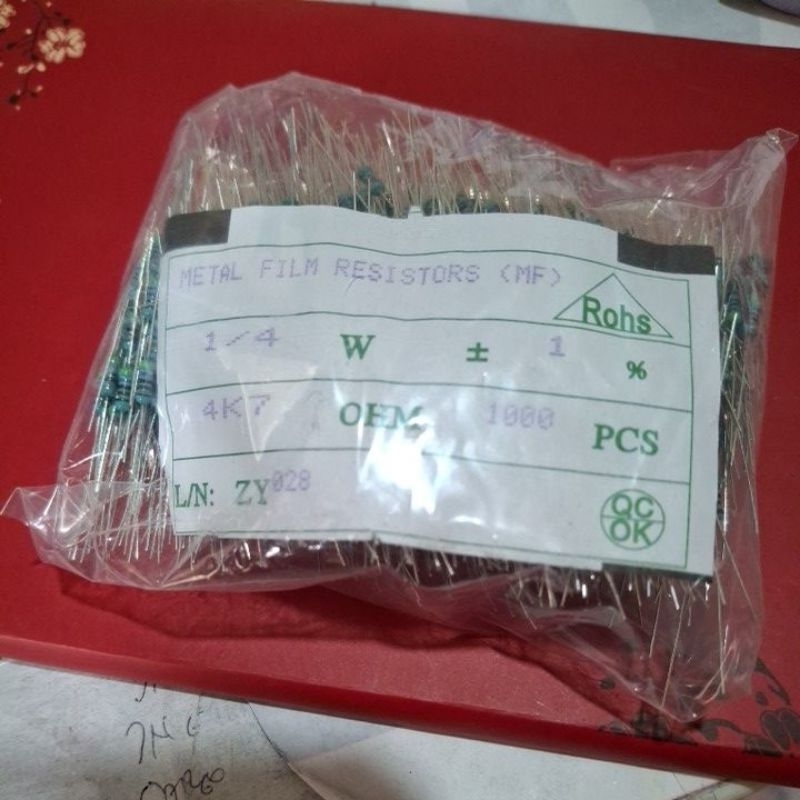 METAL FILM RESISTORS (MF)
Rohs
1/4 W ± 1 %
4K7 OHM 1000 PCS
L/N: ZY028
QC
OK